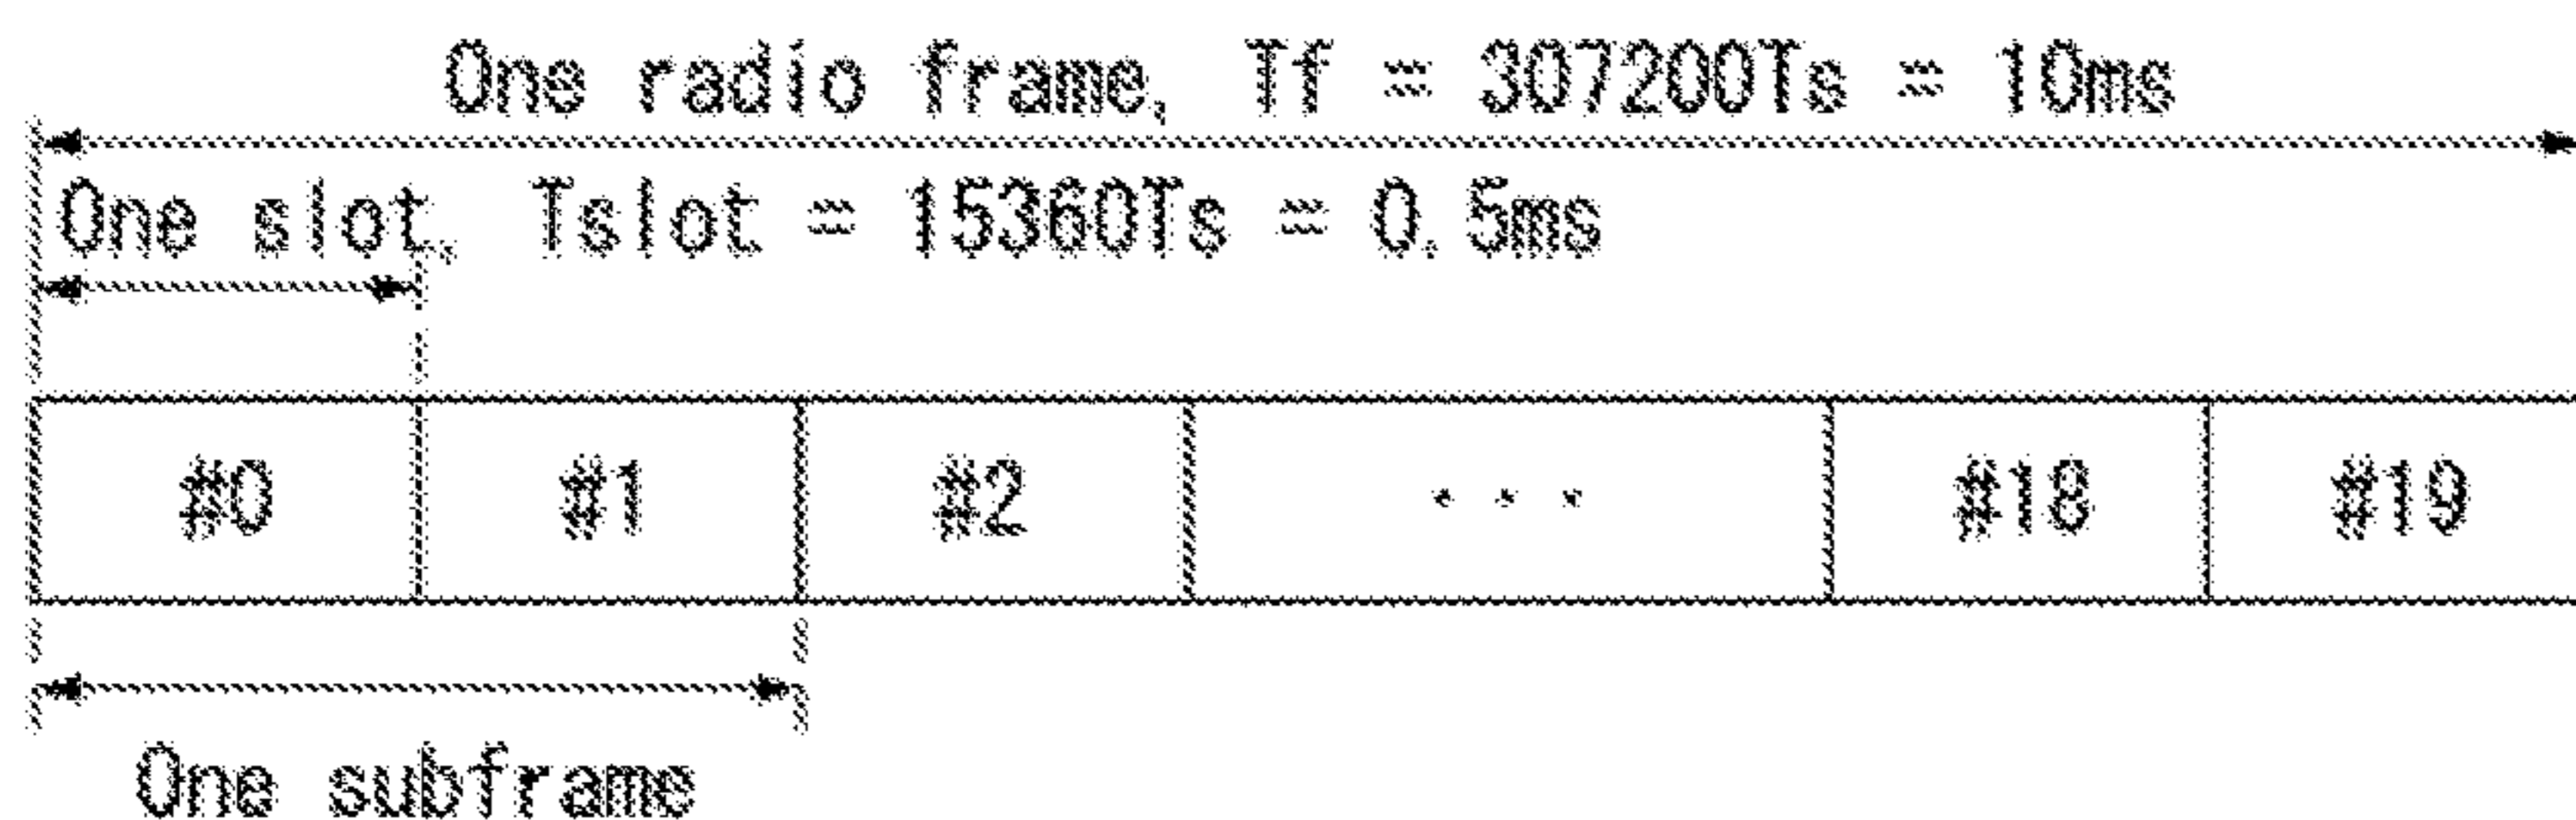 One radio frame, Tf = 307200Ts = 10ms
One slot, Tslot = 15360Ts = 0.5ms
#0 #1 #2 ... #18 #19
One subframe